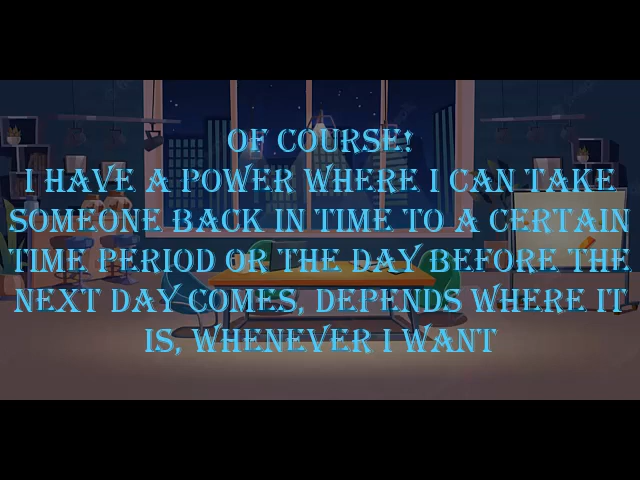 OF COURSE!
I HAVE A POWER WHERE I CAN TAKE
SOMEONE BACK IN TIME TO A CERTAIN
TIME PERIOD OR THE DAY BEFORE THE
NEXT DAY COMES, DEPENDS WHERE IT
IS, WHENEVER I WANT